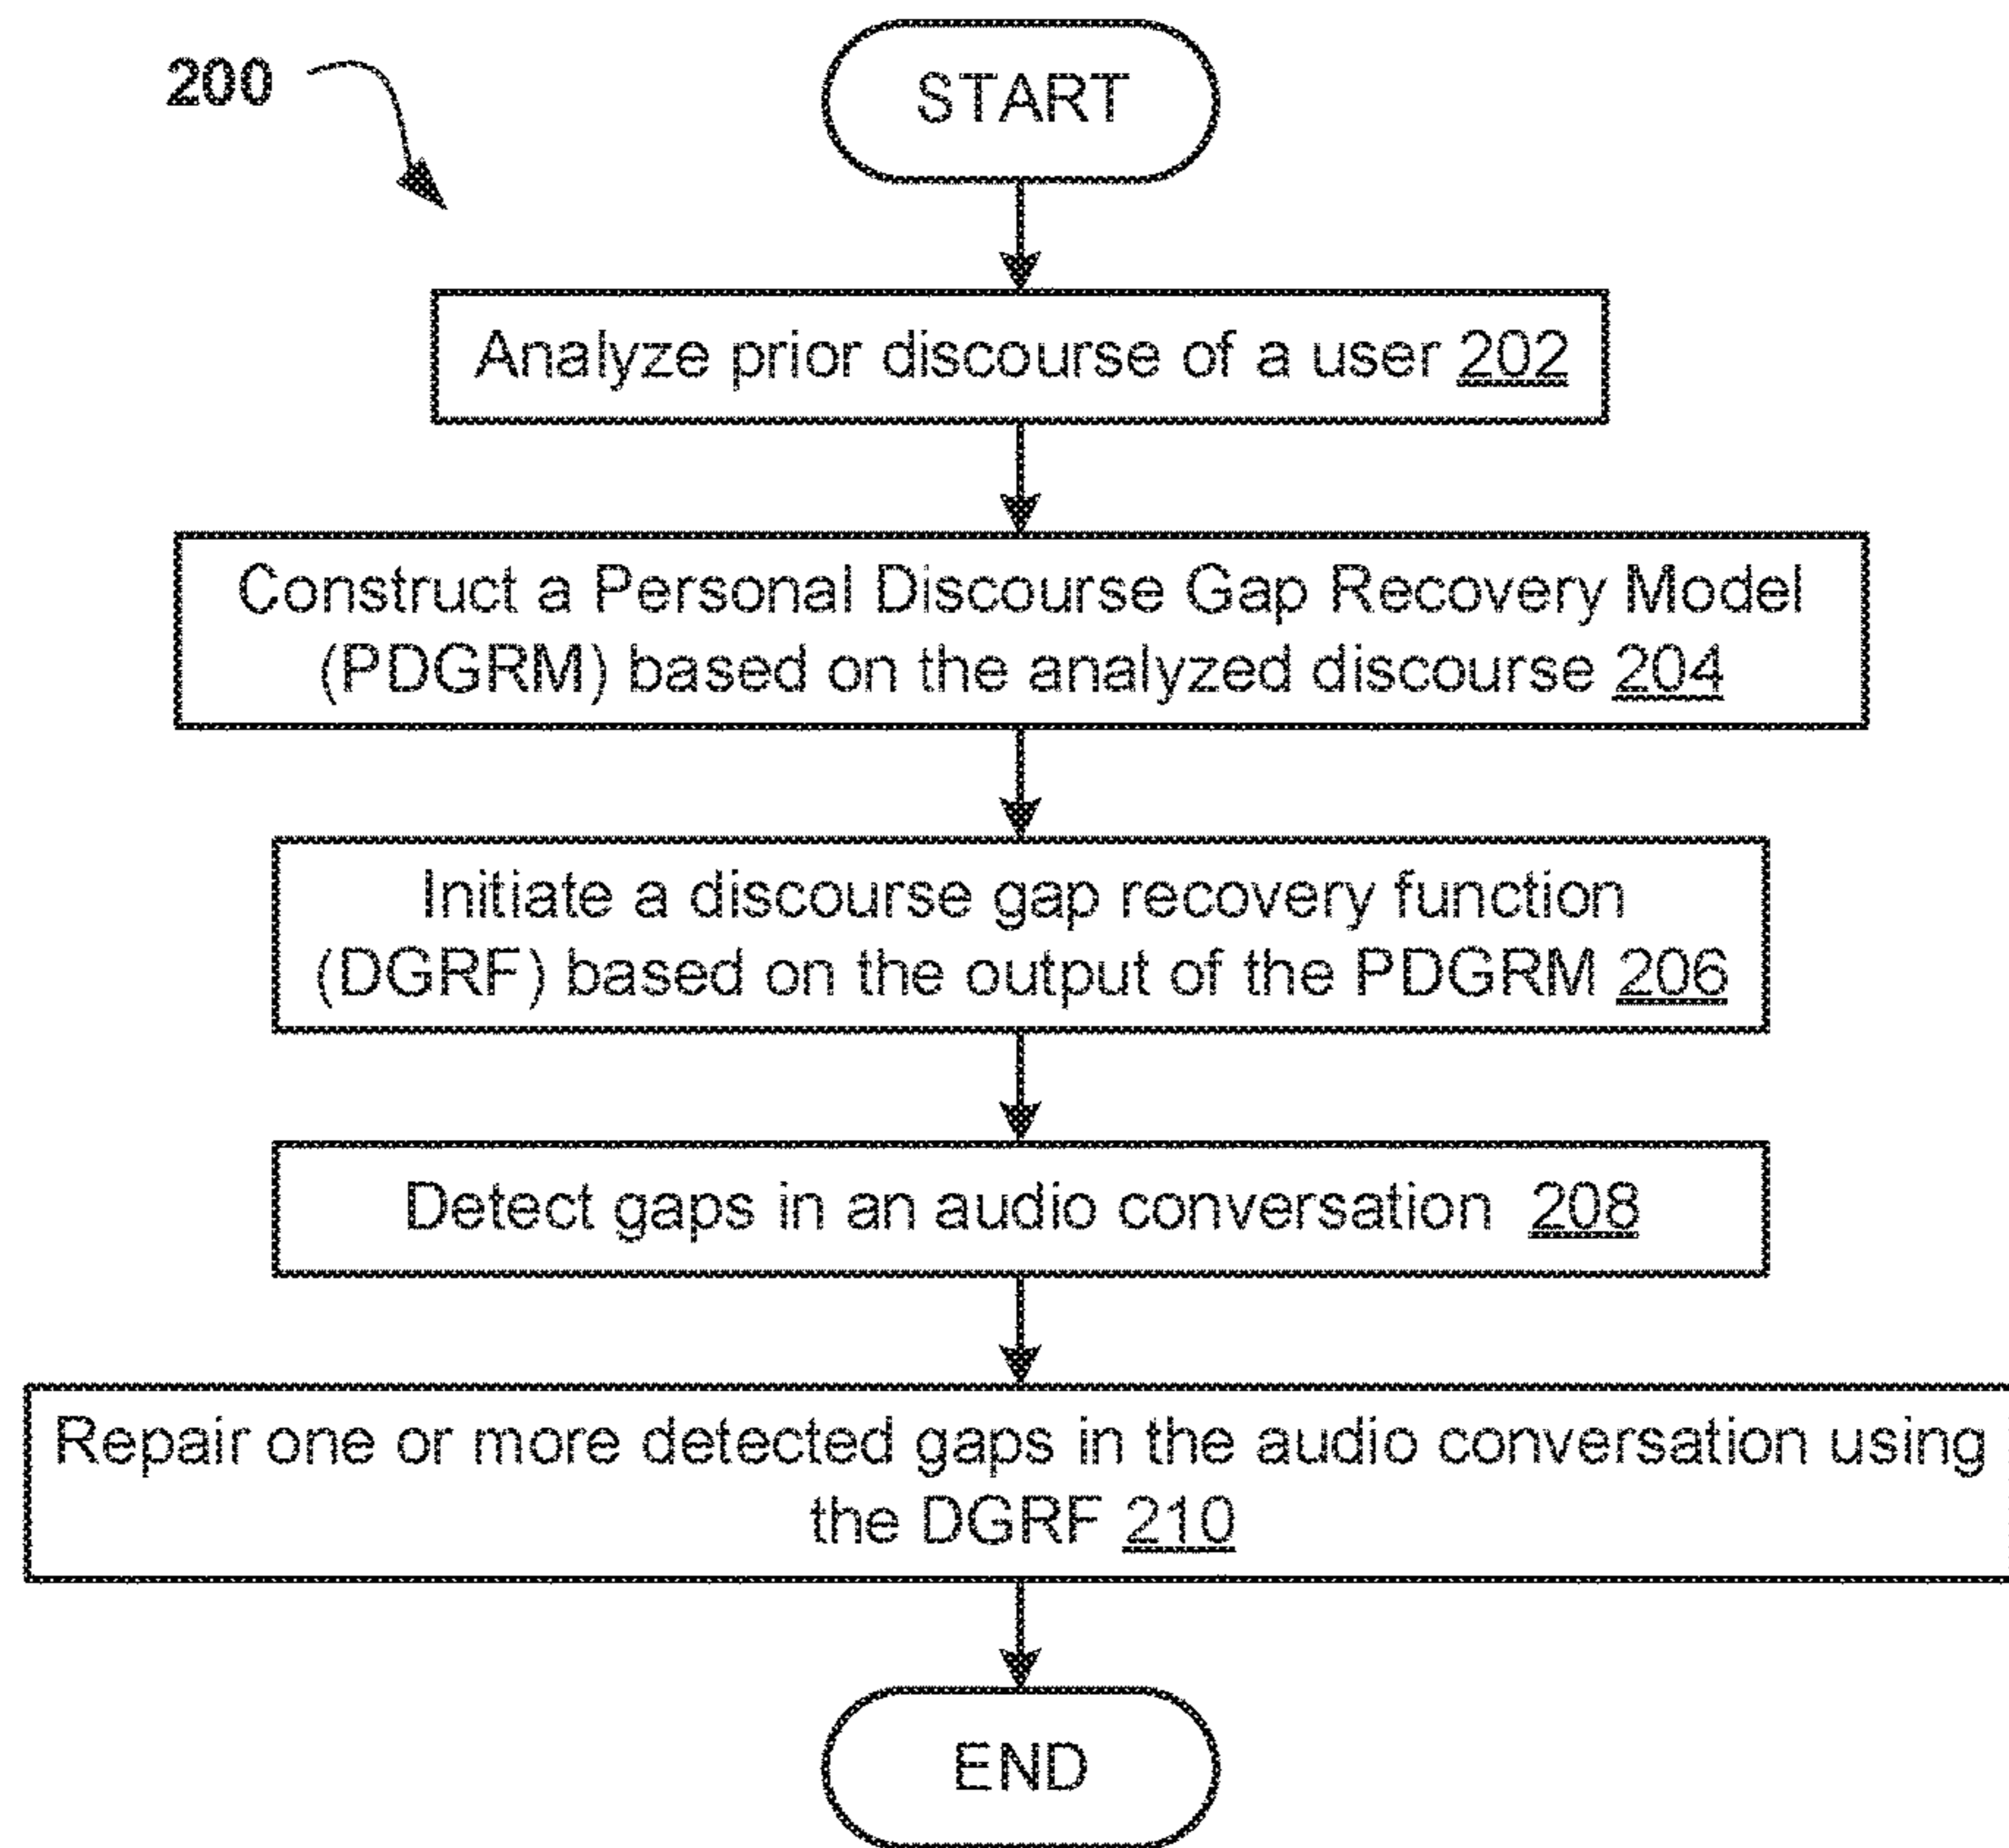 200
START
Analyze prior discourse of a user 202
Construct a Personal Discourse Gap Recovery Model
(PDGRM) based on the analyzed discourse 204
Initiate a discourse gap recovery function
(DGRF) based on the output of the PDGRM 206
Detect gaps in an audio conversation 208
Repair one or more detected gaps in the audio conversation using
the DGRF 210
END